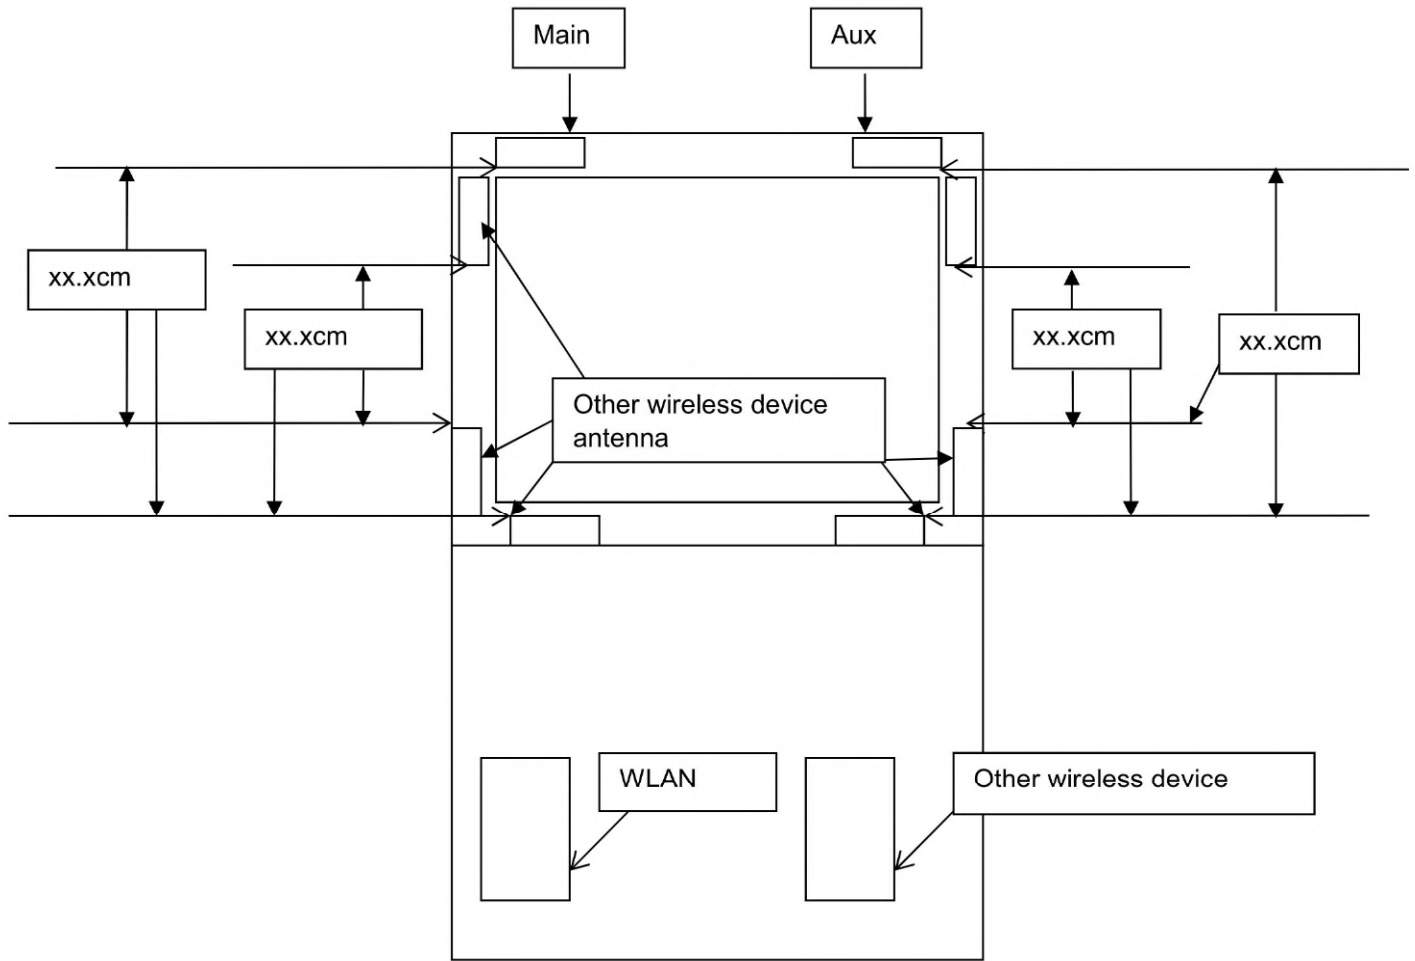 Main
Aux
xx.xcm
xx.xcm
xx.xcm
xx.xcm
Other wireless device
antenna
WLAN
Other wireless device